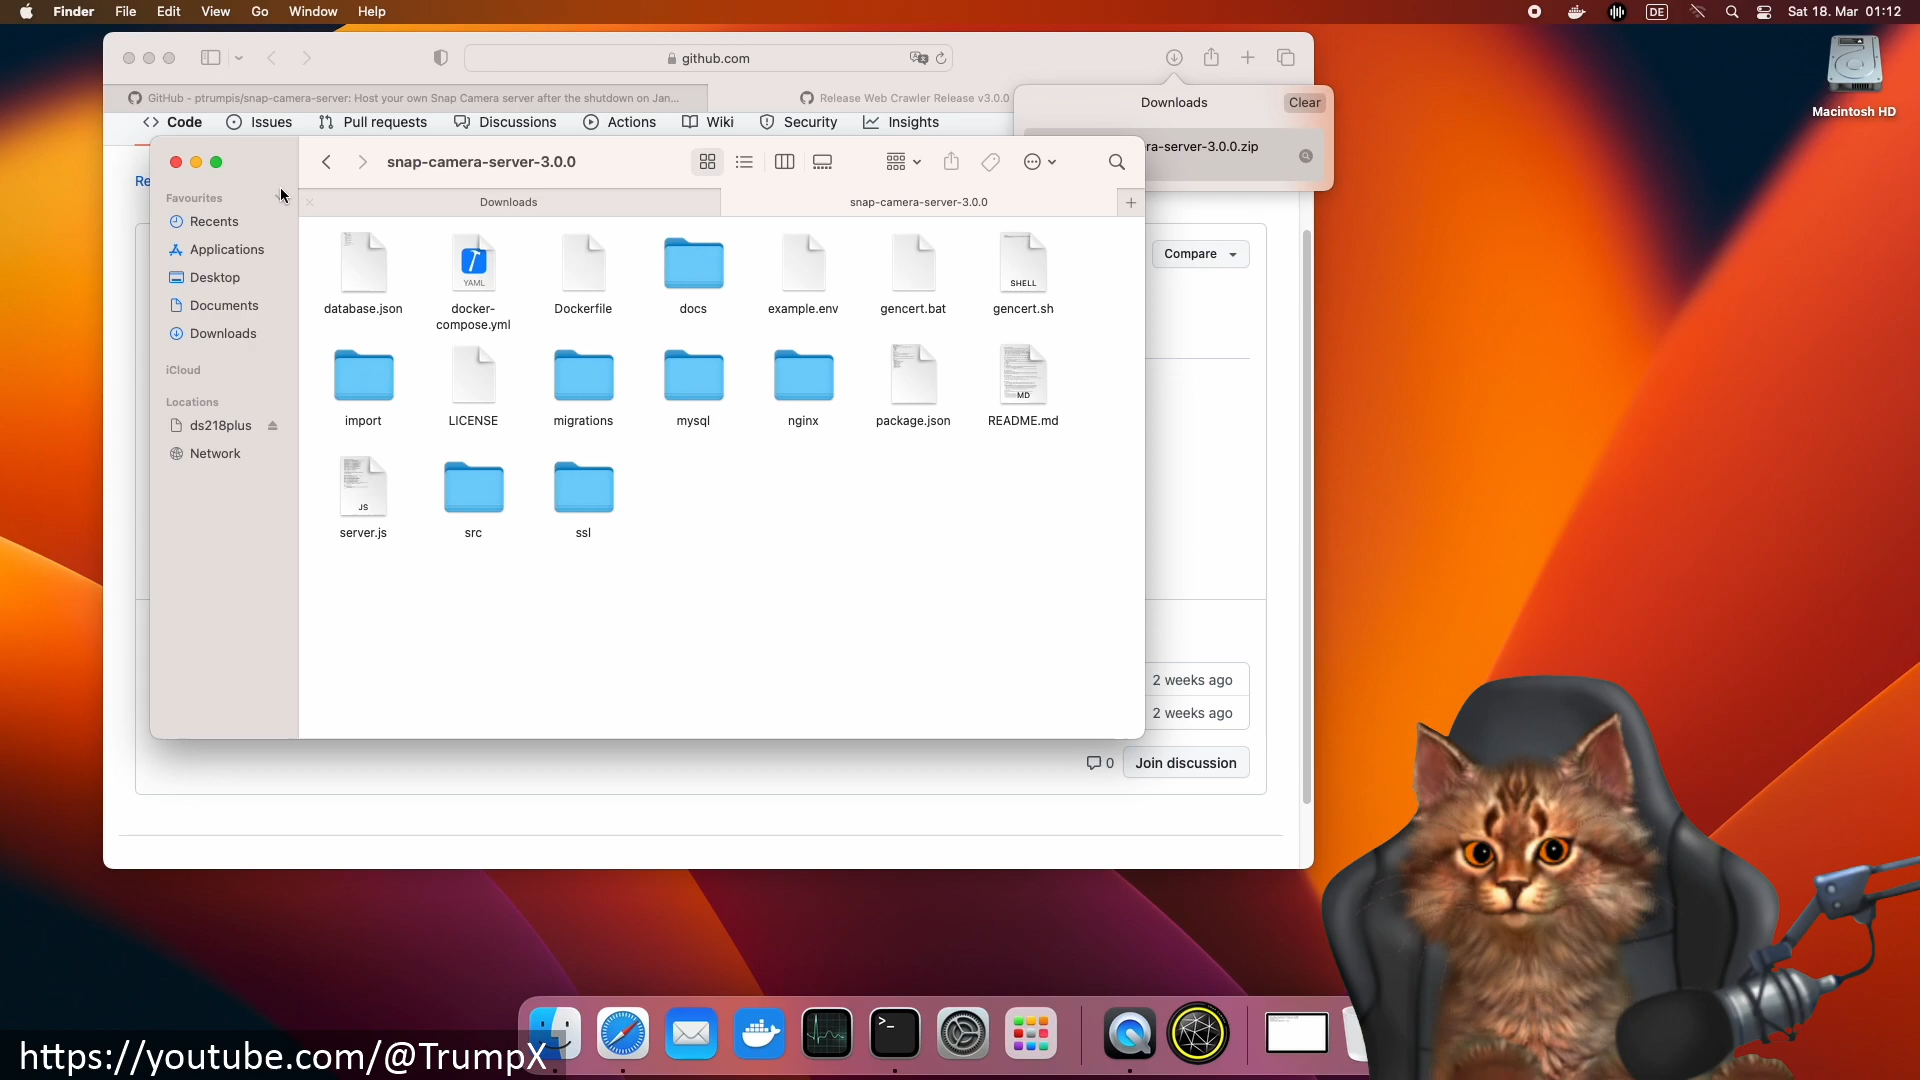 Finder File Edit View Go Window Help
DE
Sat 18. Mar 01:12
github.com
GitHub - ptrumpis/snap-camera-server: Host your own Snap Camera server after the shutdown on Jan...
Release Web Crawler Release v3.0.0
Downloads
Clear
ra-server-3.0.0.zip
Macintosh HD
Code Issues Pull requests Discussions Actions Wiki Security Insights
Re
snap-camera-server-3.0.0
Downloads
snap-camera-server-3.0.0
Favourites
Recents
Applications
Desktop
Documents
Downloads
iCloud
Locations
ds218plus
Network
YAML
SHELL
database.json
docker-
compose.yml
Dockerfile
docs
example.env
gencert.bat
gencert.sh
MD
import
LICENSE
migrations
mysql
nginx
package.json
README.md
JS
server.js
src
ssl
Compare
2 weeks ago
2 weeks ago
0
Join discussion
https://youtube.com/@TrumpX